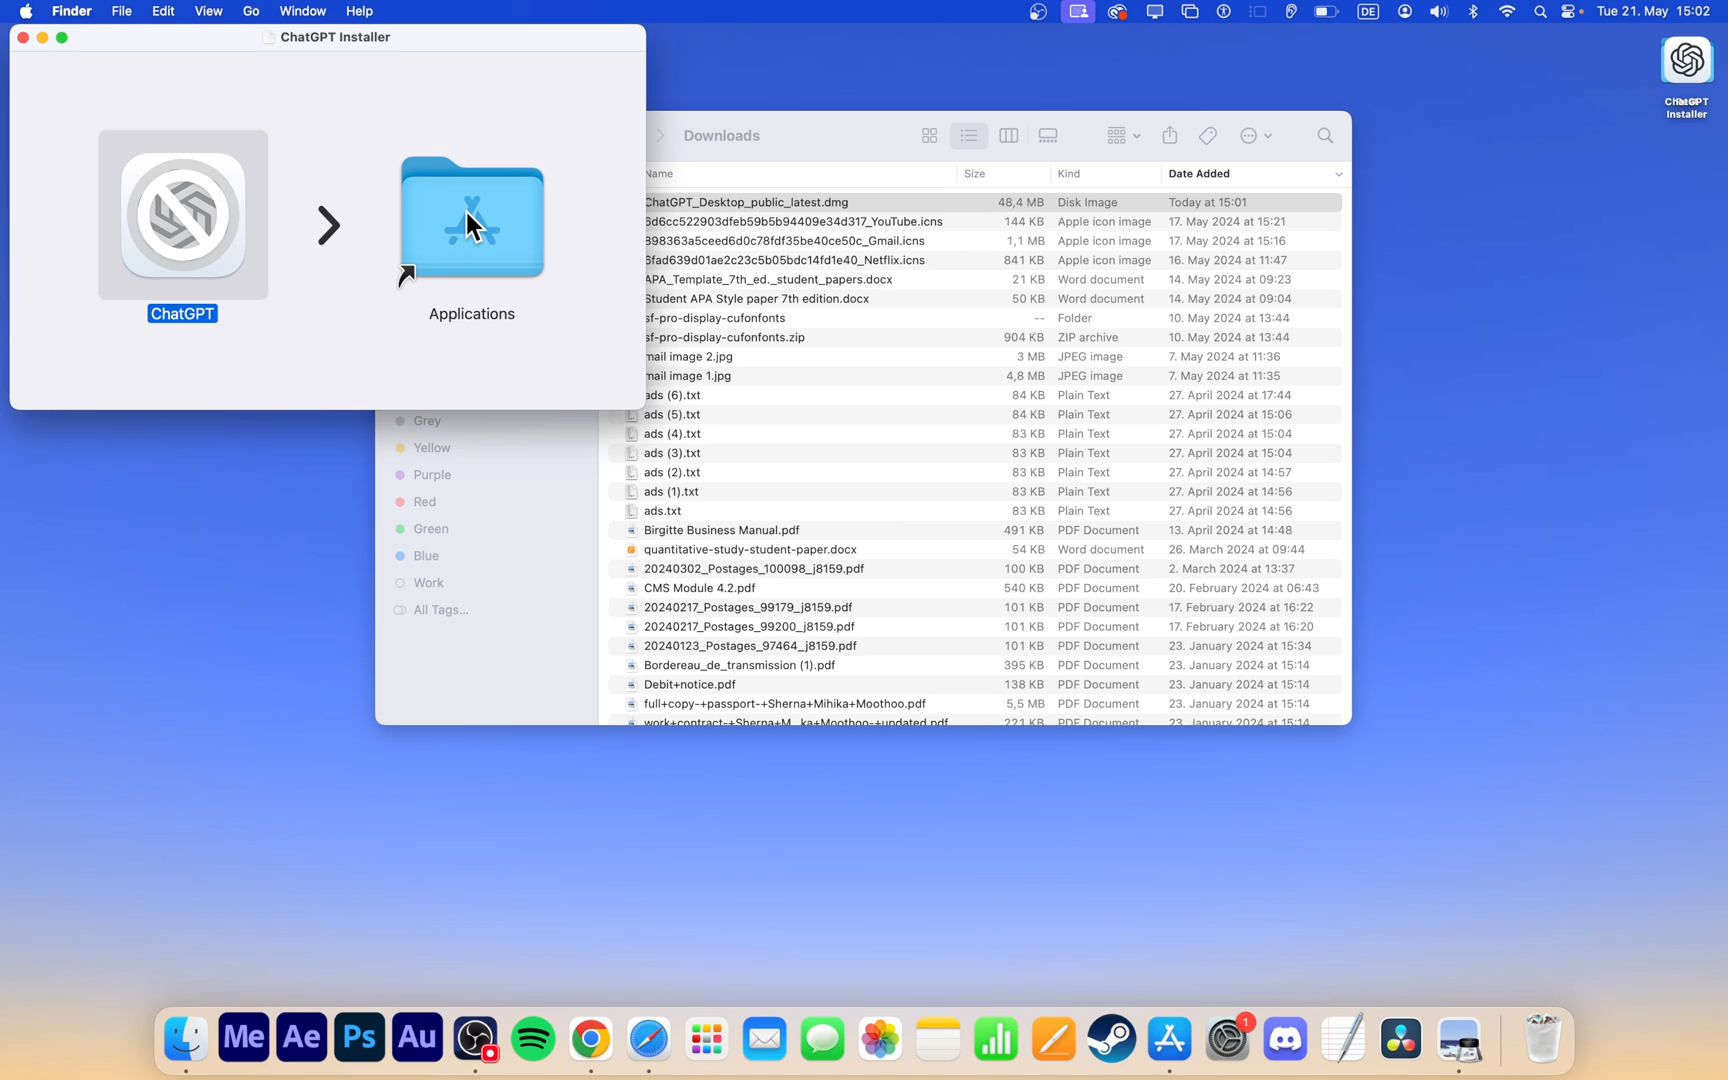 Finder File Edit View Go Window Help
DE Tue 21. May 15:02
ChatGPT Installer
ChatGPT
Applications
Installer
Downloads
Name Size Kind Date Added
ChatGPT_Desktop_public_latest.dmg 48,4 MB Disk Image Today at 15:01
6d6cc522903dfeb59b5b94409e34d317_YouTube.icns 144 KB Apple icon image 17. May 2024 at 15:21
898363a5ceed6d0c78fdf35be40ce50c_Gmail.icns 1,1 MB Apple icon image 17. May 2024 at 15:16
6fad639d01ae2c23c5b05bdc14fd1e40_Netflix.icns 841 KB Apple icon image 16. May 2024 at 11:47
APA_Template_7th_ed._student_papers.docx 21 KB Word document 14. May 2024 at 09:23
Student APA Style paper 7th edition.docx 50 KB Word document 14. May 2024 at 09:04
sf-pro-display-cufonfonts -- Folder 10. May 2024 at 13:44
sf-pro-display-cufonfonts.zip 904 KB ZIP archive 10. May 2024 at 13:44
mail image 2.jpg 3 MB JPEG image 7. May 2024 at 11:36
mail image 1.jpg 4,8 MB JPEG image 7. May 2024 at 11:35
ads (6).txt 84 KB Plain Text 27. April 2024 at 17:44
ads (5).txt 84 KB Plain Text 27. April 2024 at 15:06
ads (4).txt 83 KB Plain Text 27. April 2024 at 15:04
ads (3).txt 83 KB Plain Text 27. April 2024 at 15:04
ads (2).txt 83 KB Plain Text 27. April 2024 at 14:57
ads (1).txt 83 KB Plain Text 27. April 2024 at 14:56
ads.txt 83 KB Plain Text 27. April 2024 at 14:56
Birgitte Business Manual.pdf 491 KB PDF Document 13. April 2024 at 14:48
quantitative-study-student-paper.docx 54 KB Word document 26. March 2024 at 09:44
20240302_Postages_100098_j8159.pdf 100 KB PDF Document 2. March 2024 at 13:37
CMS Module 4.2.pdf 540 KB PDF Document 20. February 2024 at 06:43
20240217_Postages_99179_j8159.pdf 101 KB PDF Document 17. February 2024 at 16:22
20240217_Postages_99200_j8159.pdf 101 KB PDF Document 17. February 2024 at 16:20
20240123_Postages_97464_j8159.pdf 101 KB PDF Document 23. January 2024 at 15:34
Bordereau_de_transmission (1).pdf 395 KB PDF Document 23. January 2024 at 15:14
Debit+notice.pdf 138 KB PDF Document 23. January 2024 at 15:14
full+copy-+passport-+Sherna+Mihika+Moothoo.pdf 5,5 MB PDF Document 23. January 2024 at 15:14
work+contract-+Sherna+M...ka+Moothoo-+updated.pdf 221 KB PDF Document 23. January 2024 at 15:14
Grey
Yellow
Purple
Red
Green
Blue
Work
All Tags...
Me Ae Ps Au
1